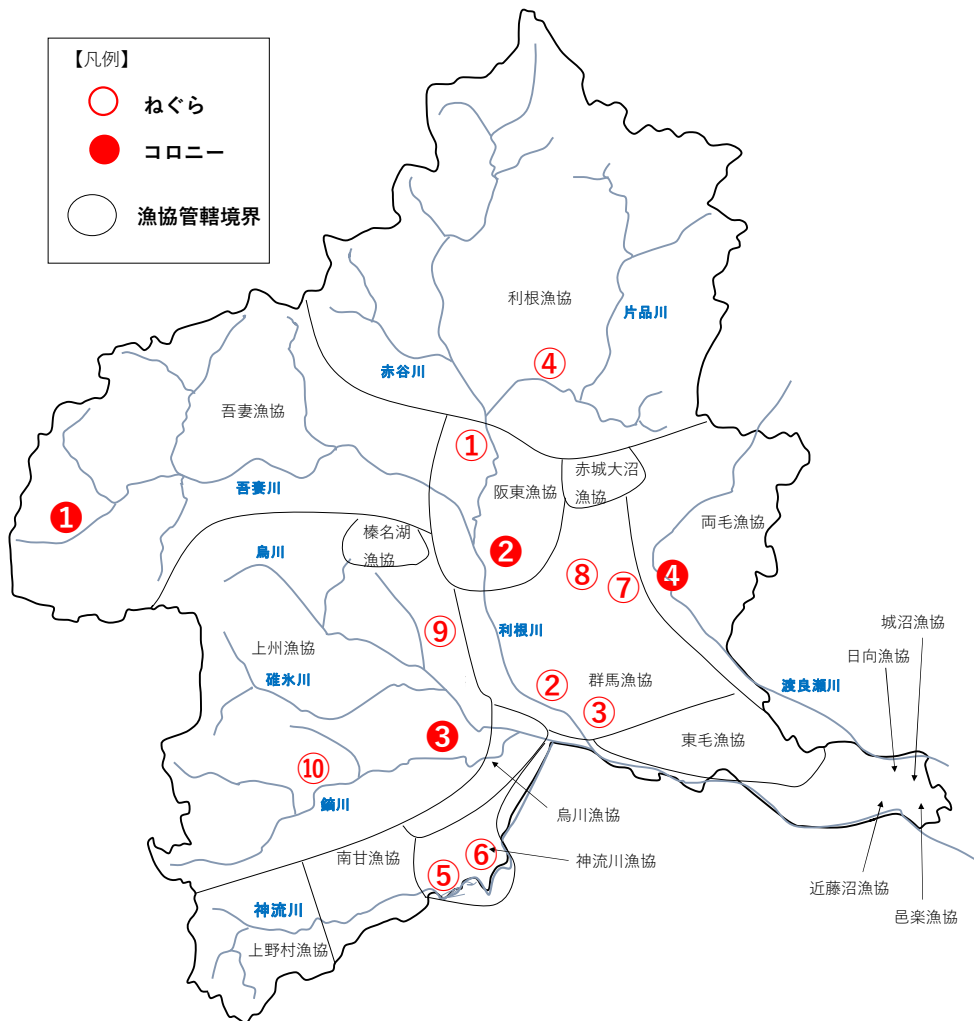 【凡例】
ねぐら
コロニー
漁協管轄境界
利根漁協
片品川
赤谷川
④
吾妻漁協
①
赤城大沼
漁協
阪東漁協
吾妻川
①
両毛漁協
榛名湖
漁協
烏川
②
⑧
⑦
④
⑨
利根川
城沼漁協
上州漁協
日向漁協
碓氷川
②
群馬漁協
渡良瀬川
③
③
東毛漁協
⑩
鏑川
烏川漁協
南甘漁協
⑥
神流川漁協
⑤
近藤沼漁協
神流川
邑楽漁協
上野村漁協